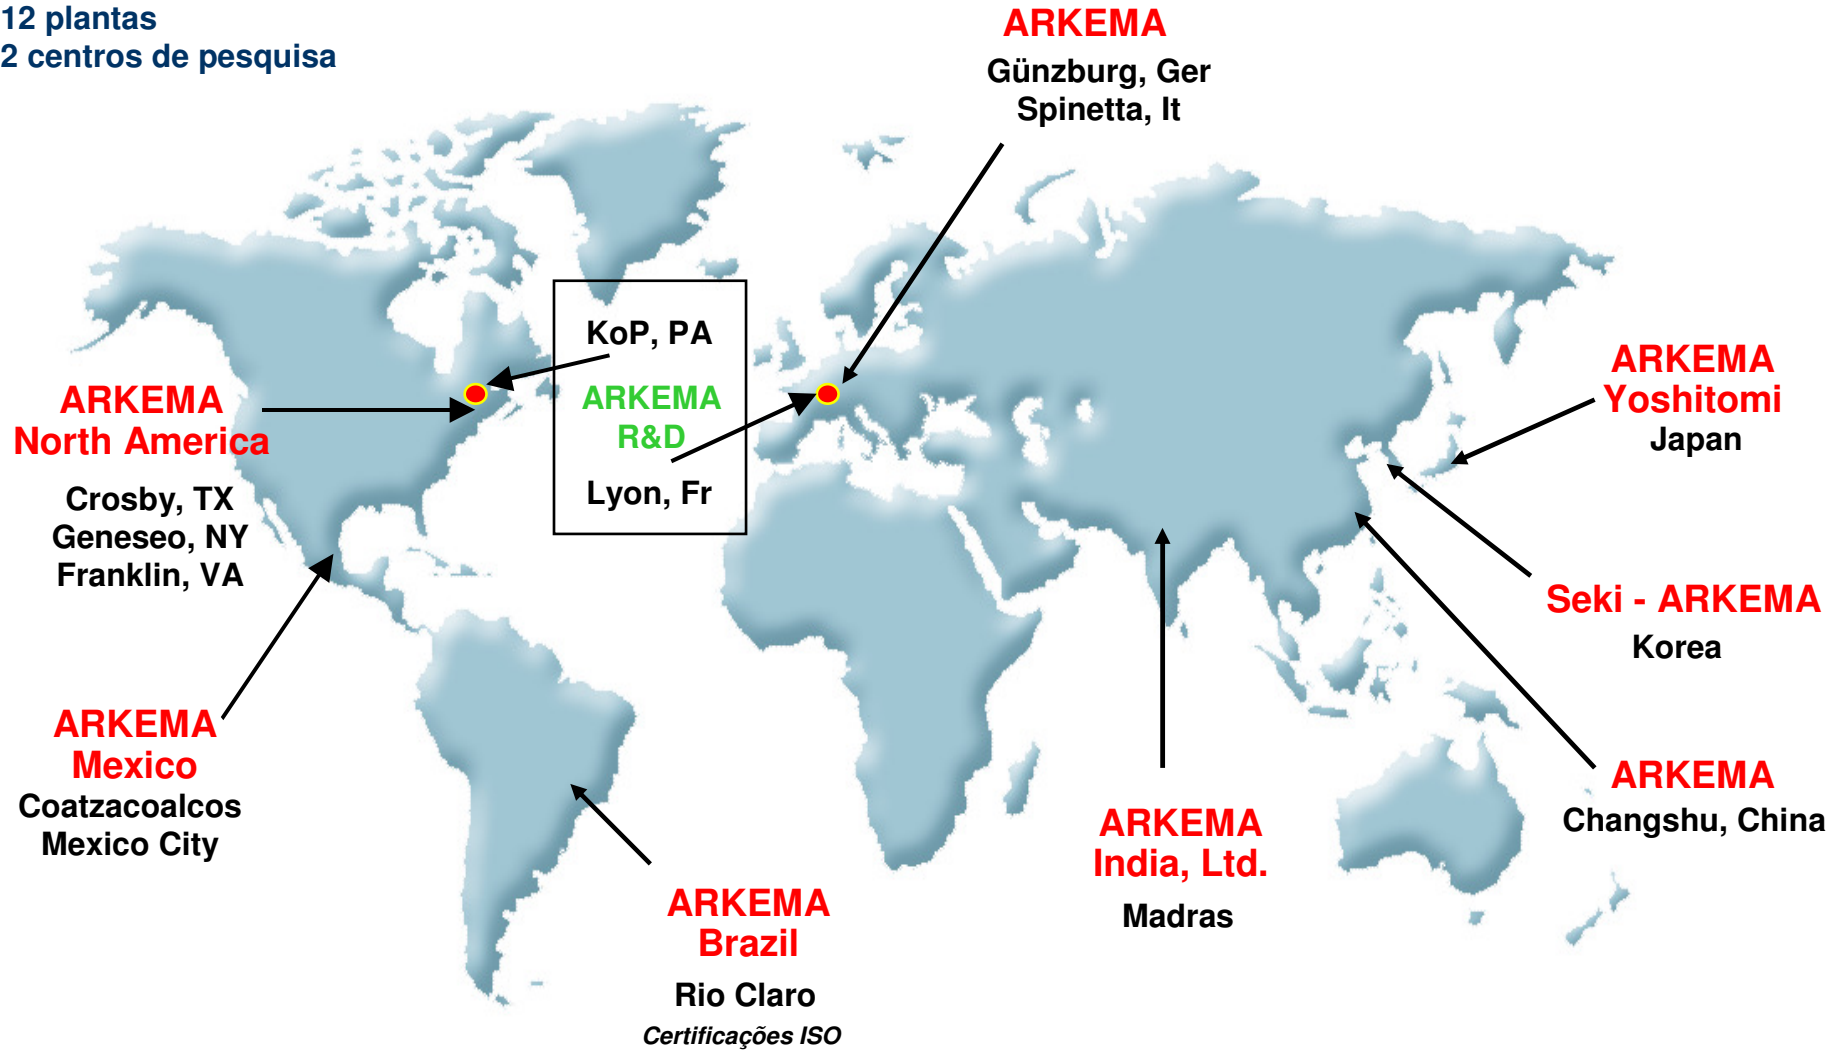 12 plantas
2 centros de pesquisa
ARKEMA
Günzburg, Ger
Spinetta, It
KoP, PA
ARKEMA
R&D
Lyon, Fr
ARKEMA
North America
Crosby, TX
Geneseo, NY
Franklin, VA
ARKEMA
Yoshitomi
Japan
Seki - ARKEMA
Korea
ARKEMA
Mexico
Coatzacoalcos
Mexico City
ARKEMA
Changshu, China
ARKEMA
India, Ltd.
Madras
ARKEMA
Brazil
Rio Claro
Certificações ISO